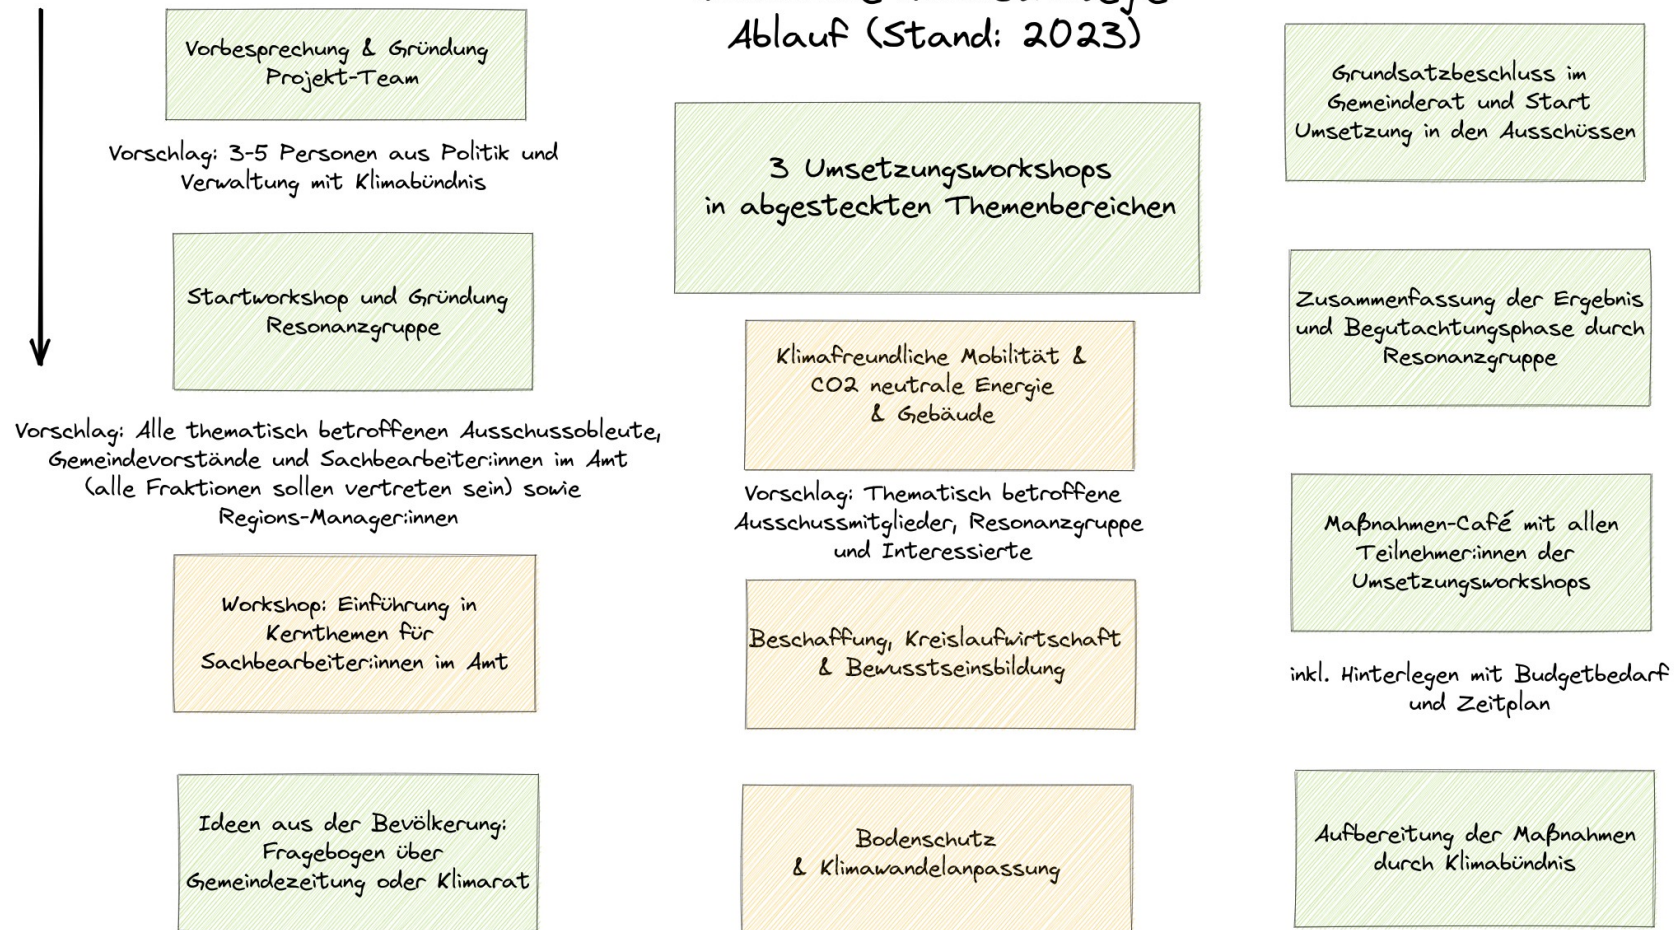 Ablauf (Stand: 2023)
Vorbesprechung & Gründung
Projekt-Team
Vorschlag: 3-5 Personen aus Politik und
Verwaltung mit Klimabündnis
Startworkshop und Gründung
Resonanzgruppe
Vorschlag: Alle thematisch betroffenen Ausschussobleute,
Gemeindevorstände und Sachbearbeiter:innen im Amt
(alle Fraktionen sollen vertreten sein) sowie
Regions-Manager:innen
Workshop: Einführung in
Kernthemen für
Sachbearbeiter:innen im Amt
Ideen aus der Bevölkerung:
Fragebogen über
Gemeindezeitung oder Klimarat
3 Umsetzungsworkshops
in abgesteckten Themenbereichen
Klimafreundliche Mobilität &
CO2 neutrale Energie
& Gebäude
Vorschlag: Thematisch betroffene
Ausschussmitglieder, Resonanzgruppe
und Interessierte
Beschaffung, Kreislaufwirtschaft
& Bewusstseinsbildung
Bodenschutz
& Klimawandelanpassung
Grundsatzbeschluss im
Gemeinderat und Start
Umsetzung in den Ausschüssen
Zusammenfassung der Ergebnis
und Begutachtungsphase durch
Resonanzgruppe
Maßnahmen-Café mit allen
Teilnehmer:innen der
Umsetzungsworkshops
inkl. Hinterlegen mit Budgetbedarf
und Zeitplan
Aufbereitung der Maßnahmen
durch Klimabündnis